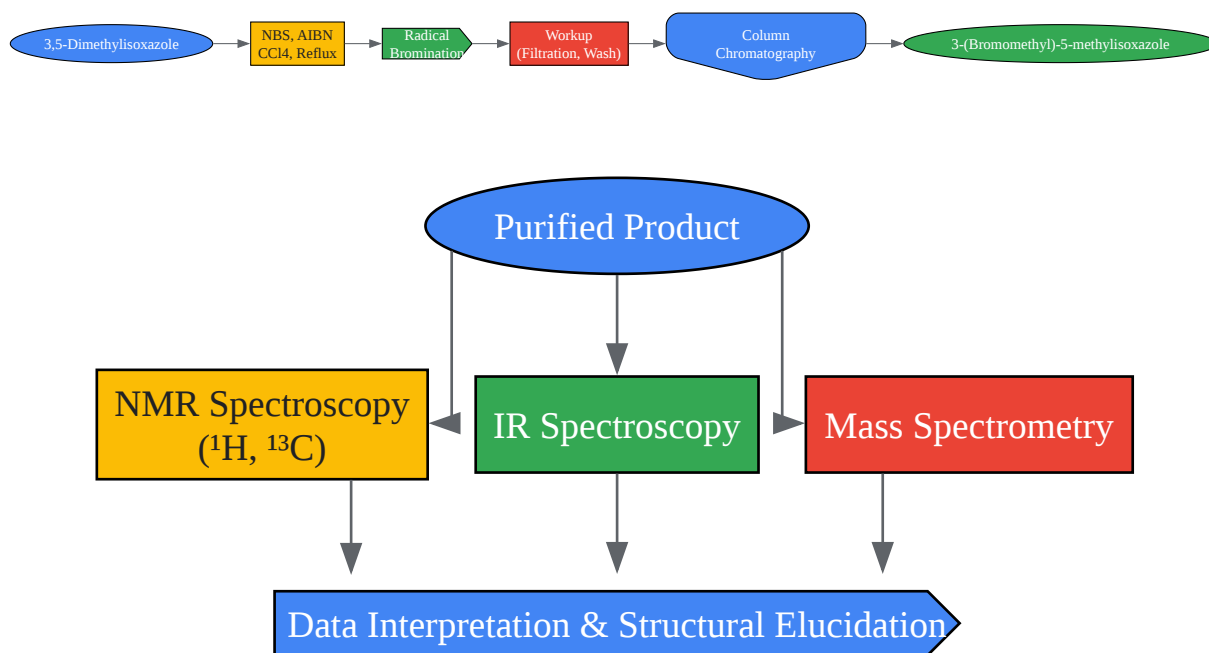 3,5-Dimethylisoxazole
NBS, AIBN
CCl4, Reflux
Radical
Bromination
Workup
(Filtration, Wash)
Column
Chromatography
3-(Bromomethyl)-5-methylisoxazole
Purified Product
NMR Spectroscopy
(¹H, ¹³C)
IR Spectroscopy
Mass Spectrometry
Data Interpretation & Structural Elucidation